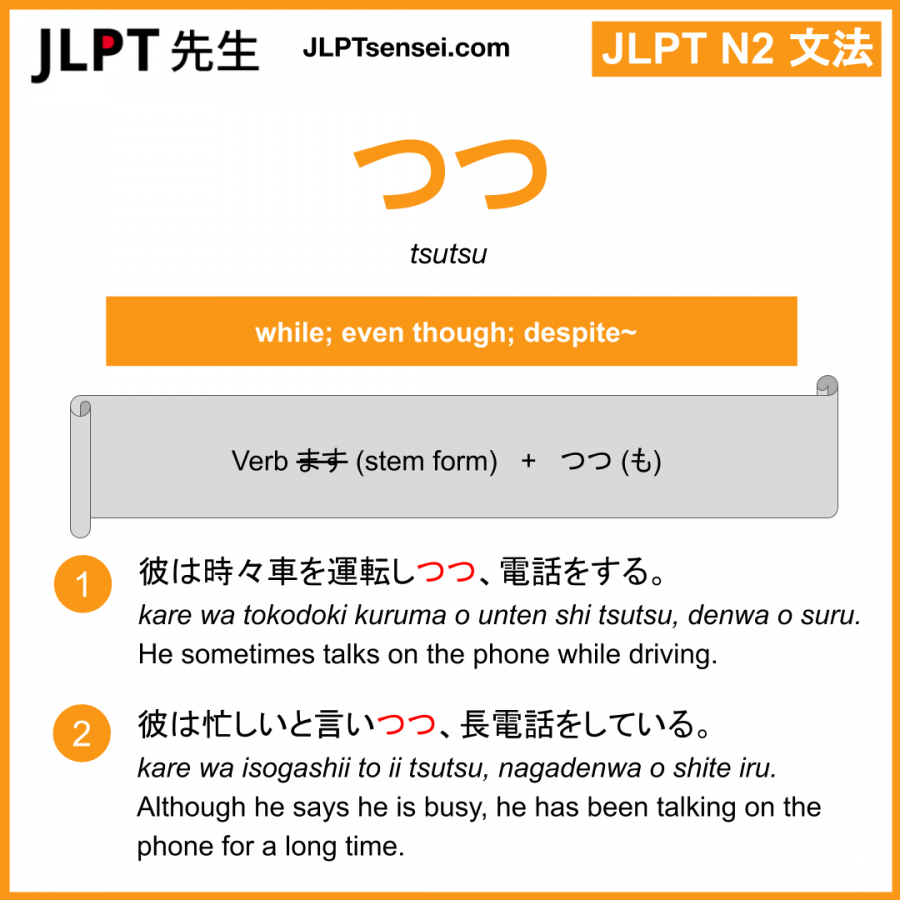 JLPT 先生
JLPTsensei.com
JLPT N2 文法
つつ
tsutsu
while; even though; despite~
Verb ます (stem form) + つつ (も)
1
彼は時々車を運転しつつ、電話をする。
kare wa tokodoki kuruma o unten shi tsutsu, denwa o suru.
He sometimes talks on the phone while driving.
2
彼は忙しいと言いつつ、長電話をしている。
kare wa isogashii to ii tsutsu, nagadenwa o shite iru.
Although he says he is busy, he has been talking on the
phone for a long time.